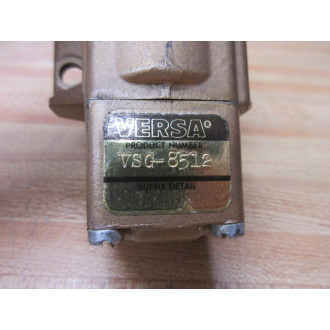 VERSA®
PRODUCT NUMBER
VSG-8512
SUFFIX DETAIL